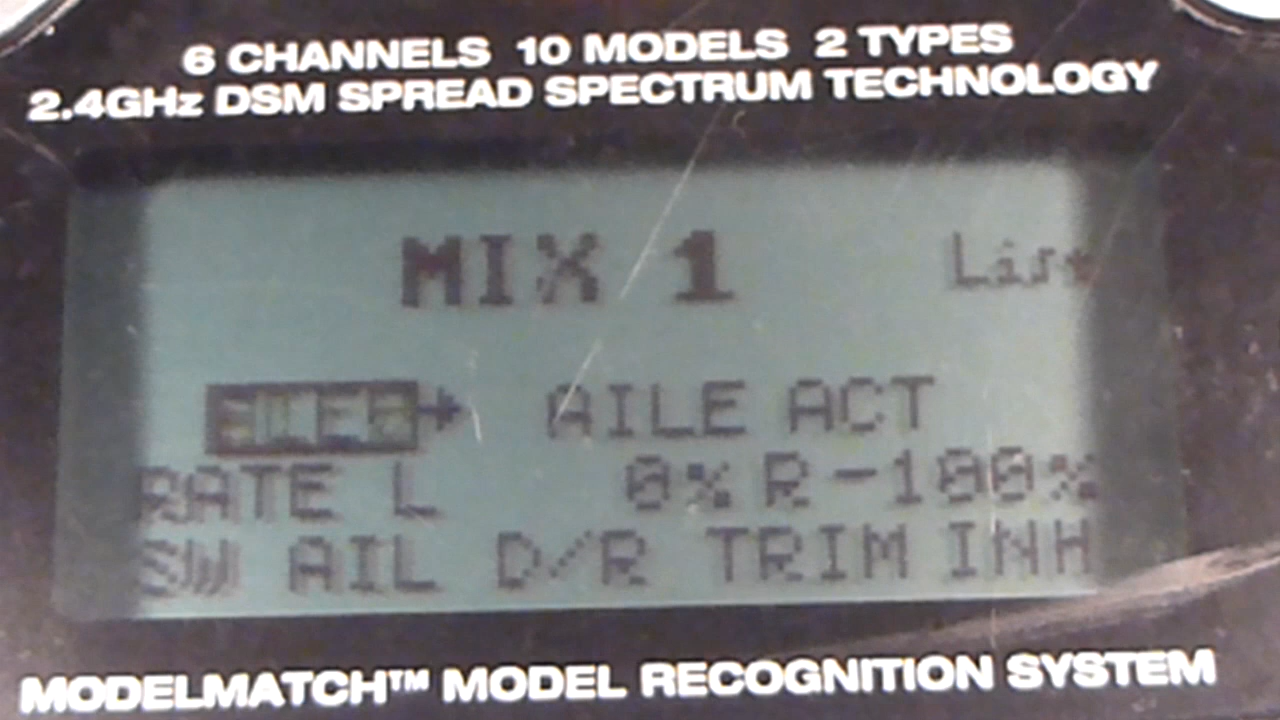 6 CHANNELS 10 MODELS 2 TYPES
2.4GHz DSM SPREAD SPECTRUM TECHNOLOGY
MIX 1 List
→ AILE ACT
RATE L 0% R -100%
SW AIL D/R TRIM INH
MODELMATCH™ MODEL RECOGNITION SYSTEM